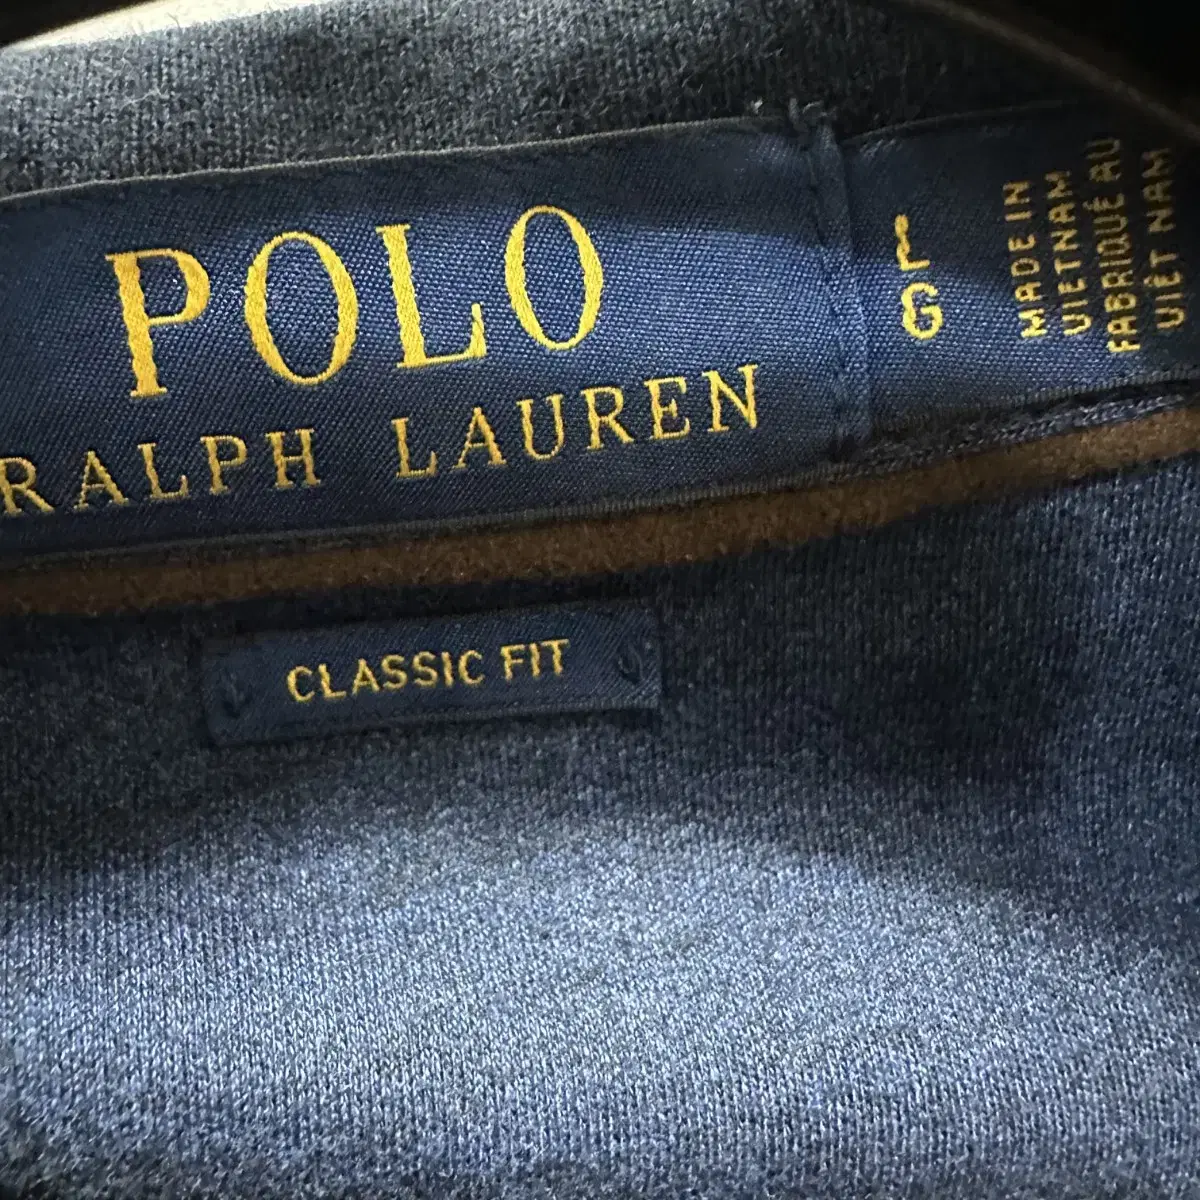 POLO
RALPH LAUREN
L
G
MADE IN
VIETNAM
FABRIQUÉ AU
VIÊT NAM
CLASSIC FIT